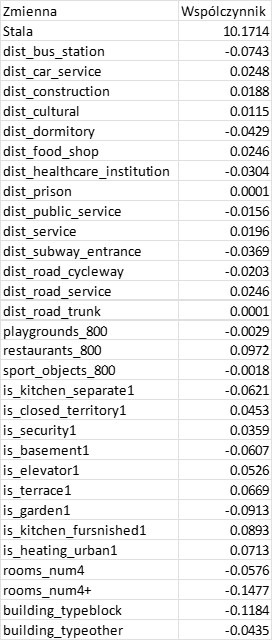 Zmienna Współczynnik
Stala 10.1714
dist_bus_station -0.0743
dist_car_service 0.0248
dist_construction 0.0188
dist_cultural 0.0115
dist_dormitory -0.0429
dist_food_shop 0.0246
dist_healthcare_institution -0.0304
dist_prison 0.0001
dist_public_service -0.0156
dist_service 0.0196
dist_subway_entrance -0.0369
dist_road_cycleway -0.0203
dist_road_service 0.0246
dist_road_trunk 0.0001
playgrounds_800 -0.0029
restaurants_800 0.0972
sport_objects_800 -0.0018
is_kitchen_separate1 -0.0621
is_closed_territory1 0.0453
is_security1 0.0359
is_basement1 -0.0607
is_elevator1 0.0526
is_terrace1 0.0669
is_garden1 -0.0913
is_kitchen_fursnished1 0.0893
is_heating_urban1 0.0713
rooms_num4 -0.0576
rooms_num4+ -0.1477
building_typeblock -0.1184
building_typeother -0.0435